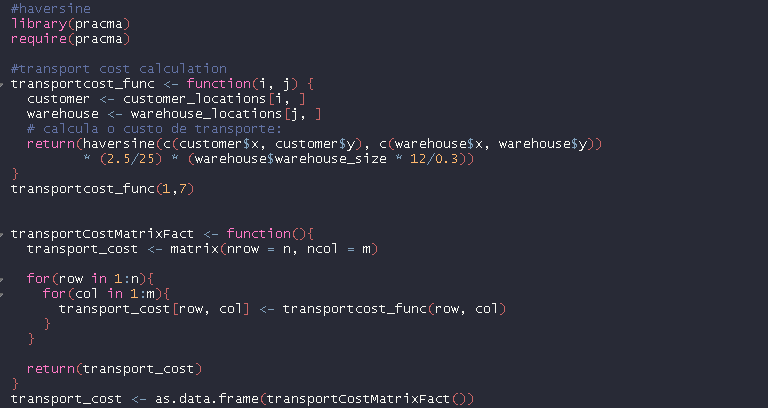 #haversine
library(pracma)
require(pracma)
#transport cost calculation
transportcost_func <- function(i, j) {
customer <- customer_locations[i, ]
warehouse <- warehouse_locations[j, ]
# calcula o custo de transporte:
return(haversine(c(customer$x, customer$y), c(warehouse$x, warehouse$y))
* (2.5/25) * (warehouse$warehouse_size * 12/0.3))
}
transportcost_func(1,7)
transportCostMatrixFact <- function(){
transport_cost <- matrix(nrow = n, ncol = m)
for(row in 1:n){
for(col in 1:m){
transport_cost[row, col] <- transportcost_func(row, col)
}
}
return(transport_cost)
}
transport_cost <- as.data.frame(transportCostMatrixFact())